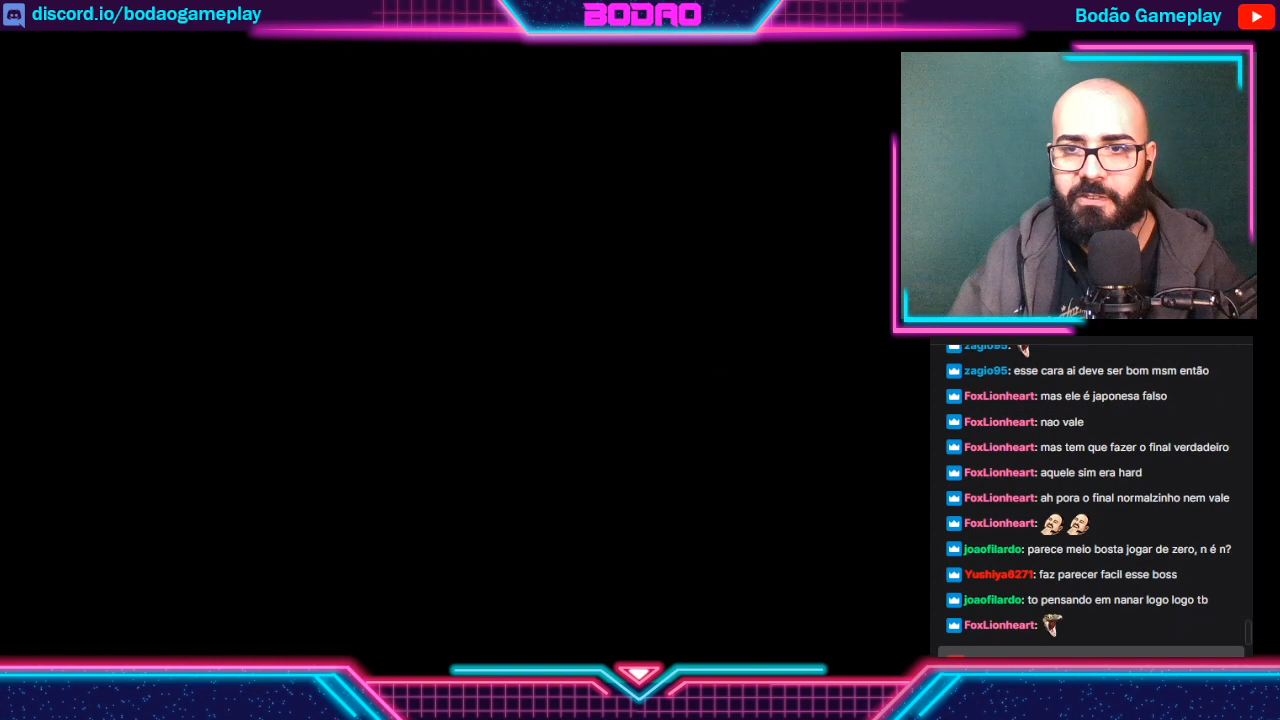 discord.io/bodaogameplay
BODAO
Bodão Gameplay
zagio95:
zagio95: esse cara ai deve ser bom msm então
FoxLionheart: mas ele é japonesa falso
FoxLionheart: nao vale
FoxLionheart: mas tem que fazer o final verdadeiro
FoxLionheart: aquele sim era hard
FoxLionheart: ah pora o final normalzinho nem vale
FoxLionheart:
joaofilardo: parece meio bosta jogar de zero, n é n?
Yushiya6271: faz parecer facil esse boss
joaofilardo: to pensando em nanar logo logo tb
FoxLionheart: